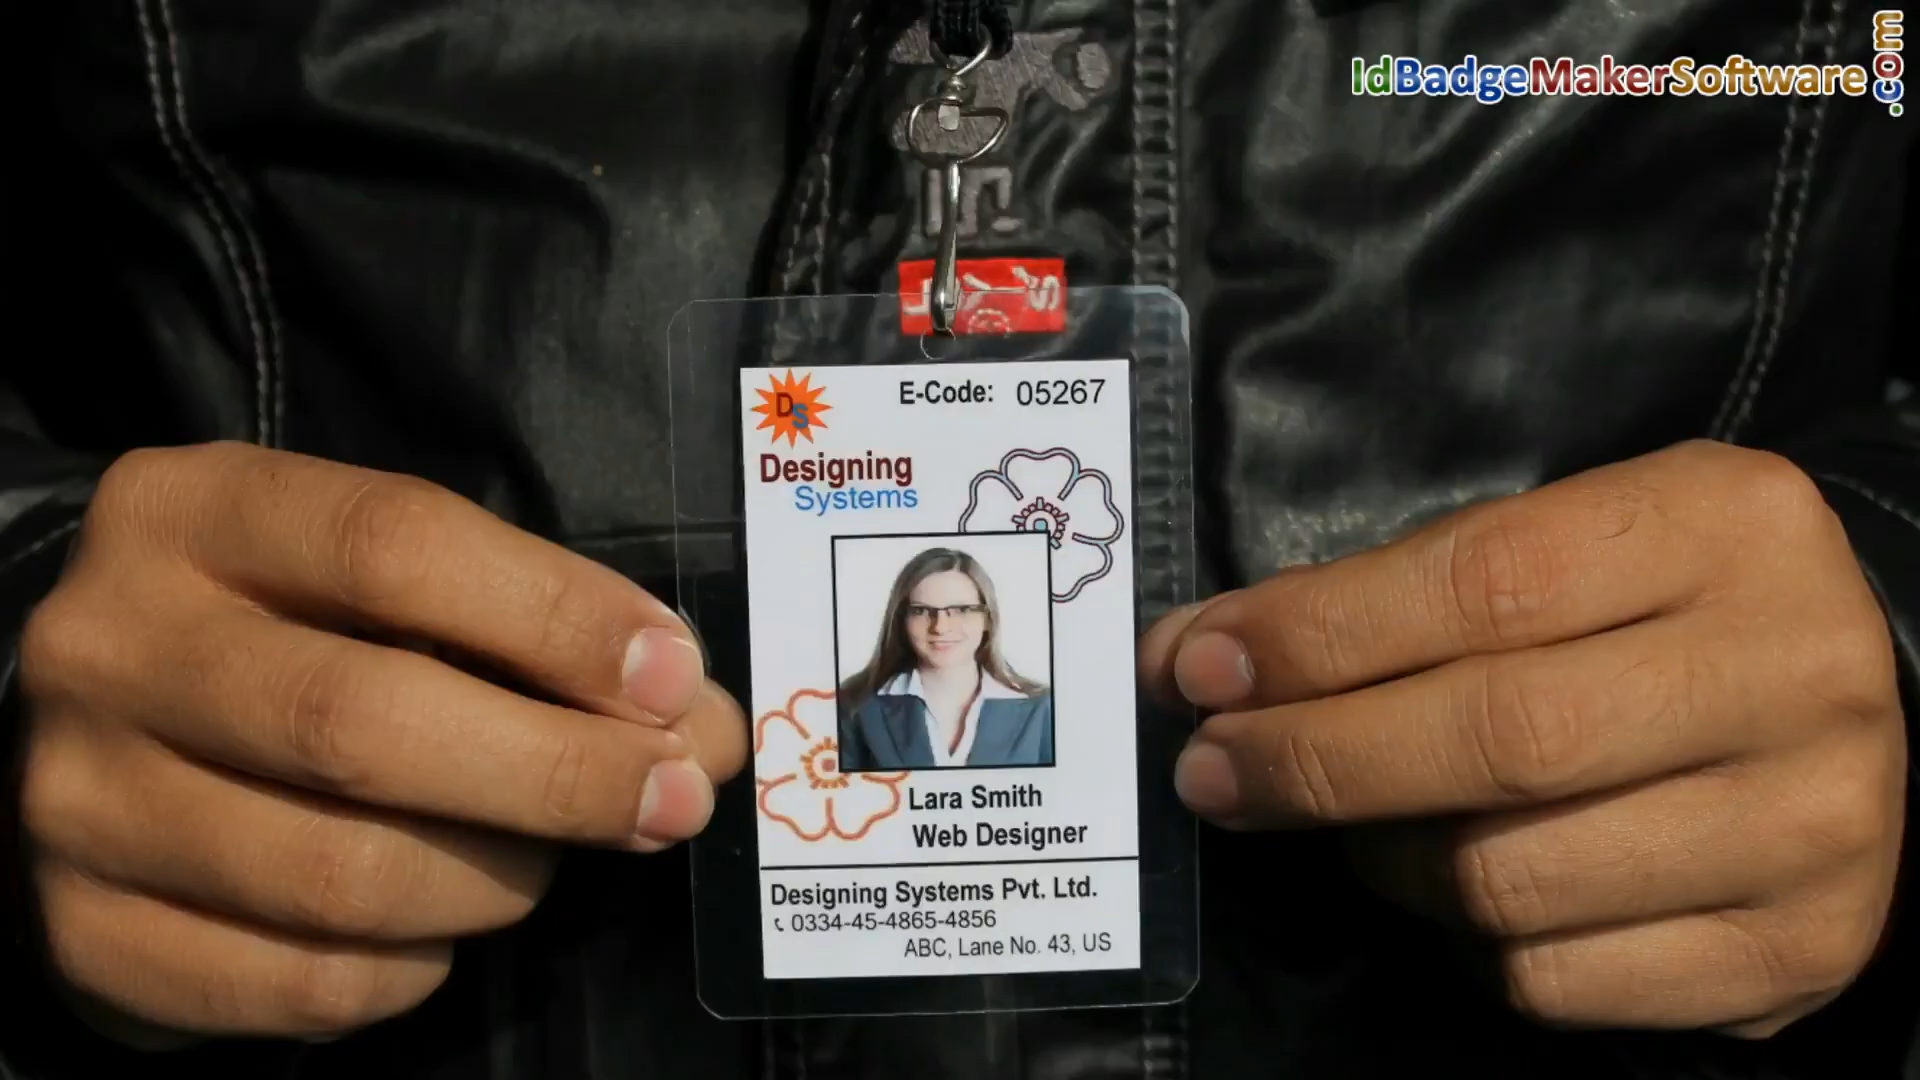 IdBadgeMakerSoftware.com
DS
E-Code: 05267
Designing
Systems
Lara Smith
Web Designer
Designing Systems Pvt. Ltd.
0334-45-4865-4856
ABC, Lane No. 43, US